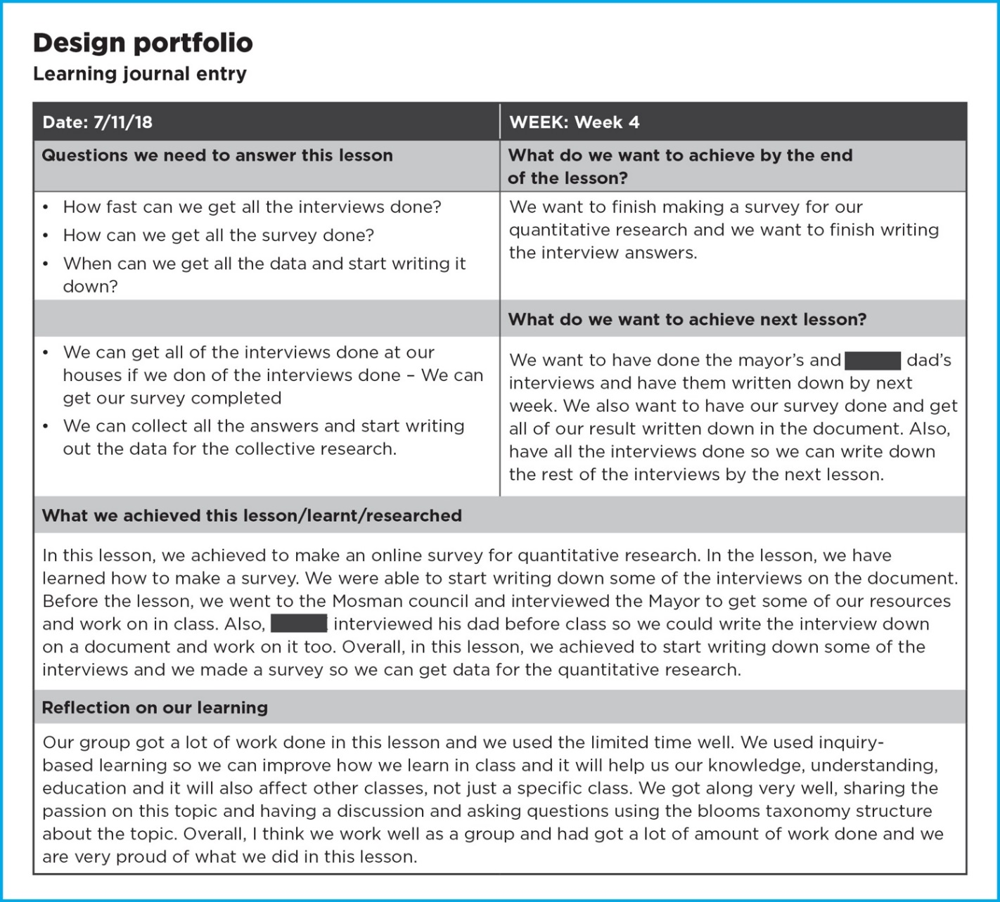 Design portfolio
Learning journal entry
Date: 7/11/18
WEEK: Week 4
Questions we need to answer this lesson
What do we want to achieve by the end
of the lesson?
• How fast can we get all the interviews done?
• How can we get all the survey done?
• When can we get all the data and start writing it
down?
We want to finish making a survey for our
quantitative research and we want to finish writing
the interview answers.
What do we want to achieve next lesson?
• We can get all of the interviews done at our
houses if we don of the interviews done – We can
get our survey completed
• We can collect all the answers and start writing
out the data for the collective research.
We want to have done the mayor's and dad's
interviews and have them written down by next
week. We also want to have our survey done and get
all of our result written down in the document. Also,
have all the interviews done so we can write down
the rest of the interviews by the next lesson.
What we achieved this lesson/learnt/researched
In this lesson, we achieved to make an online survey for quantitative research. In the lesson, we have
learned how to make a survey. We were able to start writing down some of the interviews on the document.
Before the lesson, we went to the Mosman council and interviewed the Mayor to get some of our resources
and work on in class. Also, interviewed his dad before class so we could write the interview down
on a document and work on it too. Overall, in this lesson, we achieved to start writing down some of the
interviews and we made a survey so we can get data for the quantitative research.
Reflection on our learning
Our group got a lot of work done in this lesson and we used the limited time well. We used inquiry-
based learning so we can improve how we learn in class and it will help us our knowledge, understanding,
education and it will also affect other classes, not just a specific class. We got along very well, sharing the
passion on this topic and having a discussion and asking questions using the blooms taxonomy structure
about the topic. Overall, I think we work well as a group and had got a lot of amount of work done and we
are very proud of what we did in this lesson.